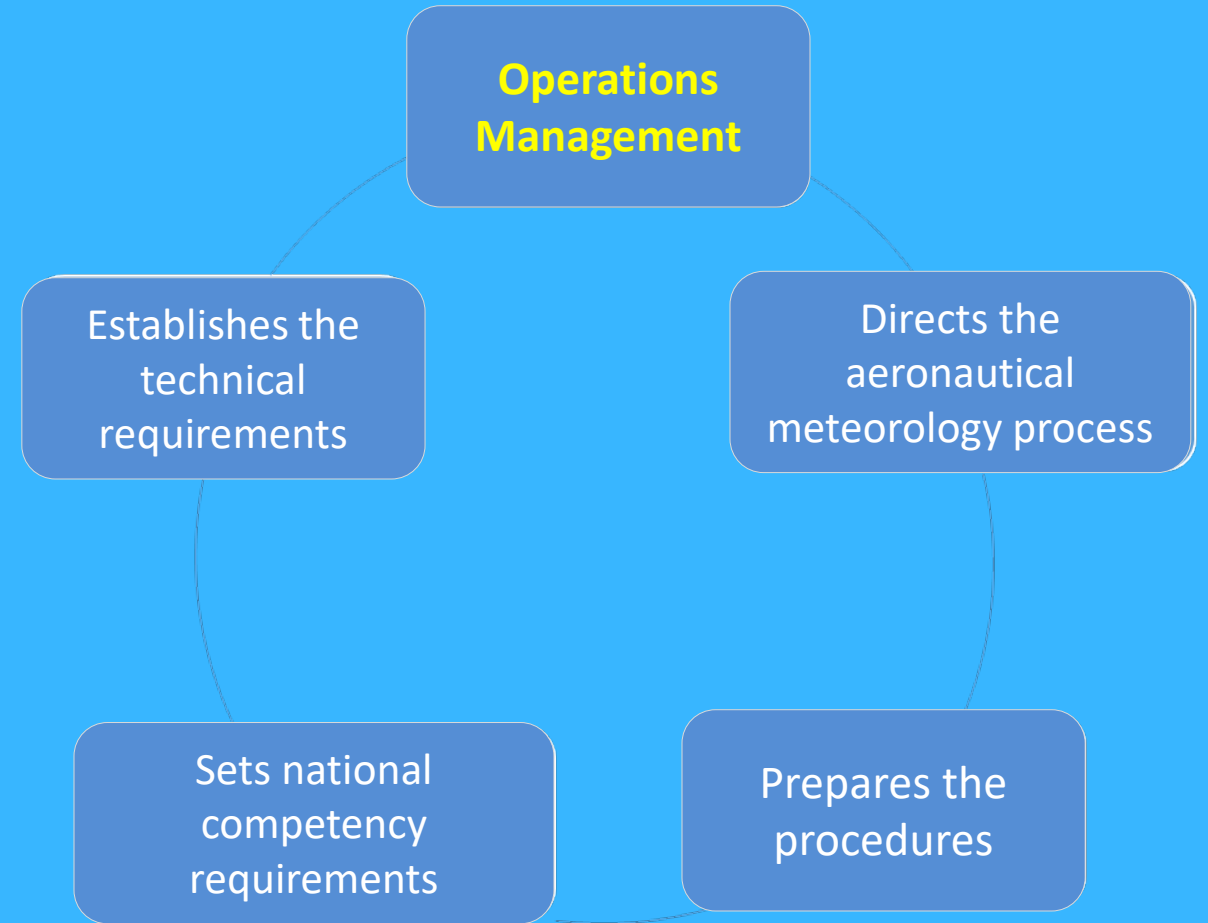 Operations
Management
Establishes the
technical
requirements
Directs the
aeronautical
meteorology process
Sets national
competency
requirements
Prepares the
procedures